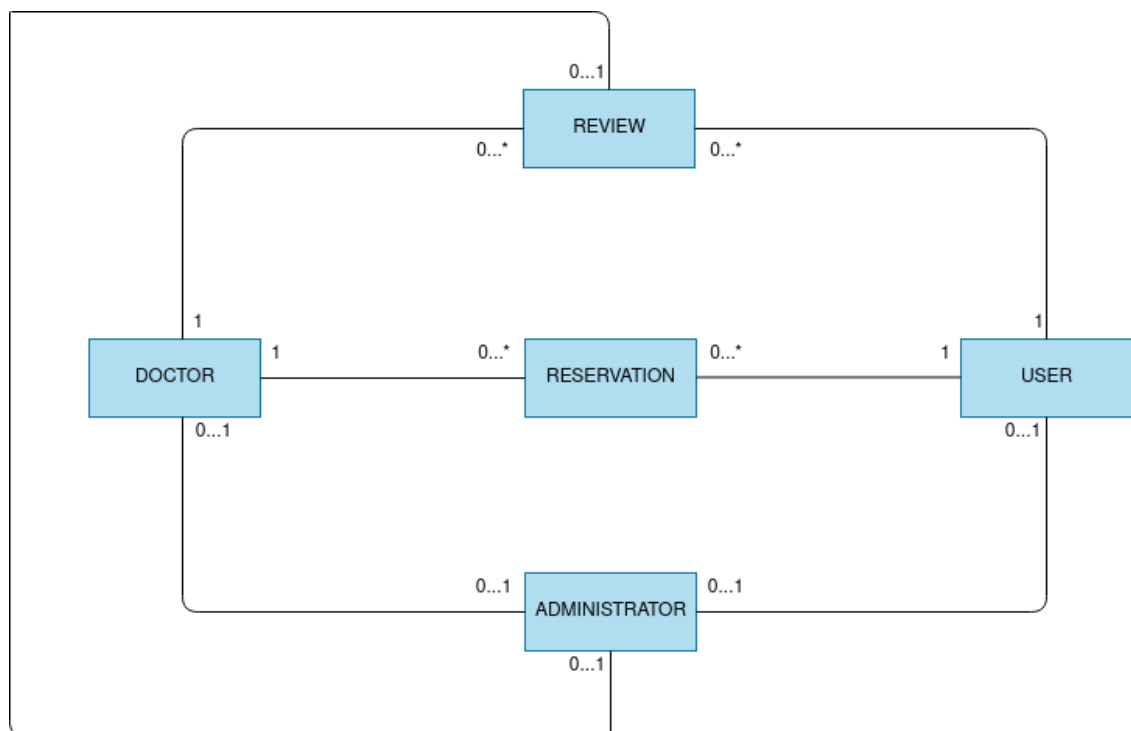 0...1
REVIEW
0...*
0...*
1
1
1
0...*
0...*
1
DOCTOR
RESERVATION
USER
0...1
0...1
0...1
0...1
ADMINISTRATOR
0...1